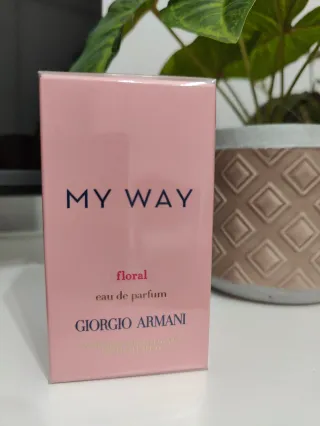 MY WAY
floral
eau de parfum
GIORGIO ARMANI